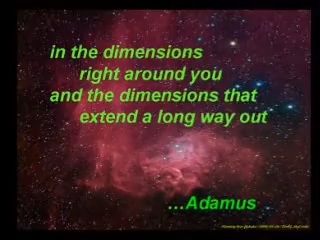 in the dimensions
right around you
and the dimensions that
extend a long way out
…Adamus